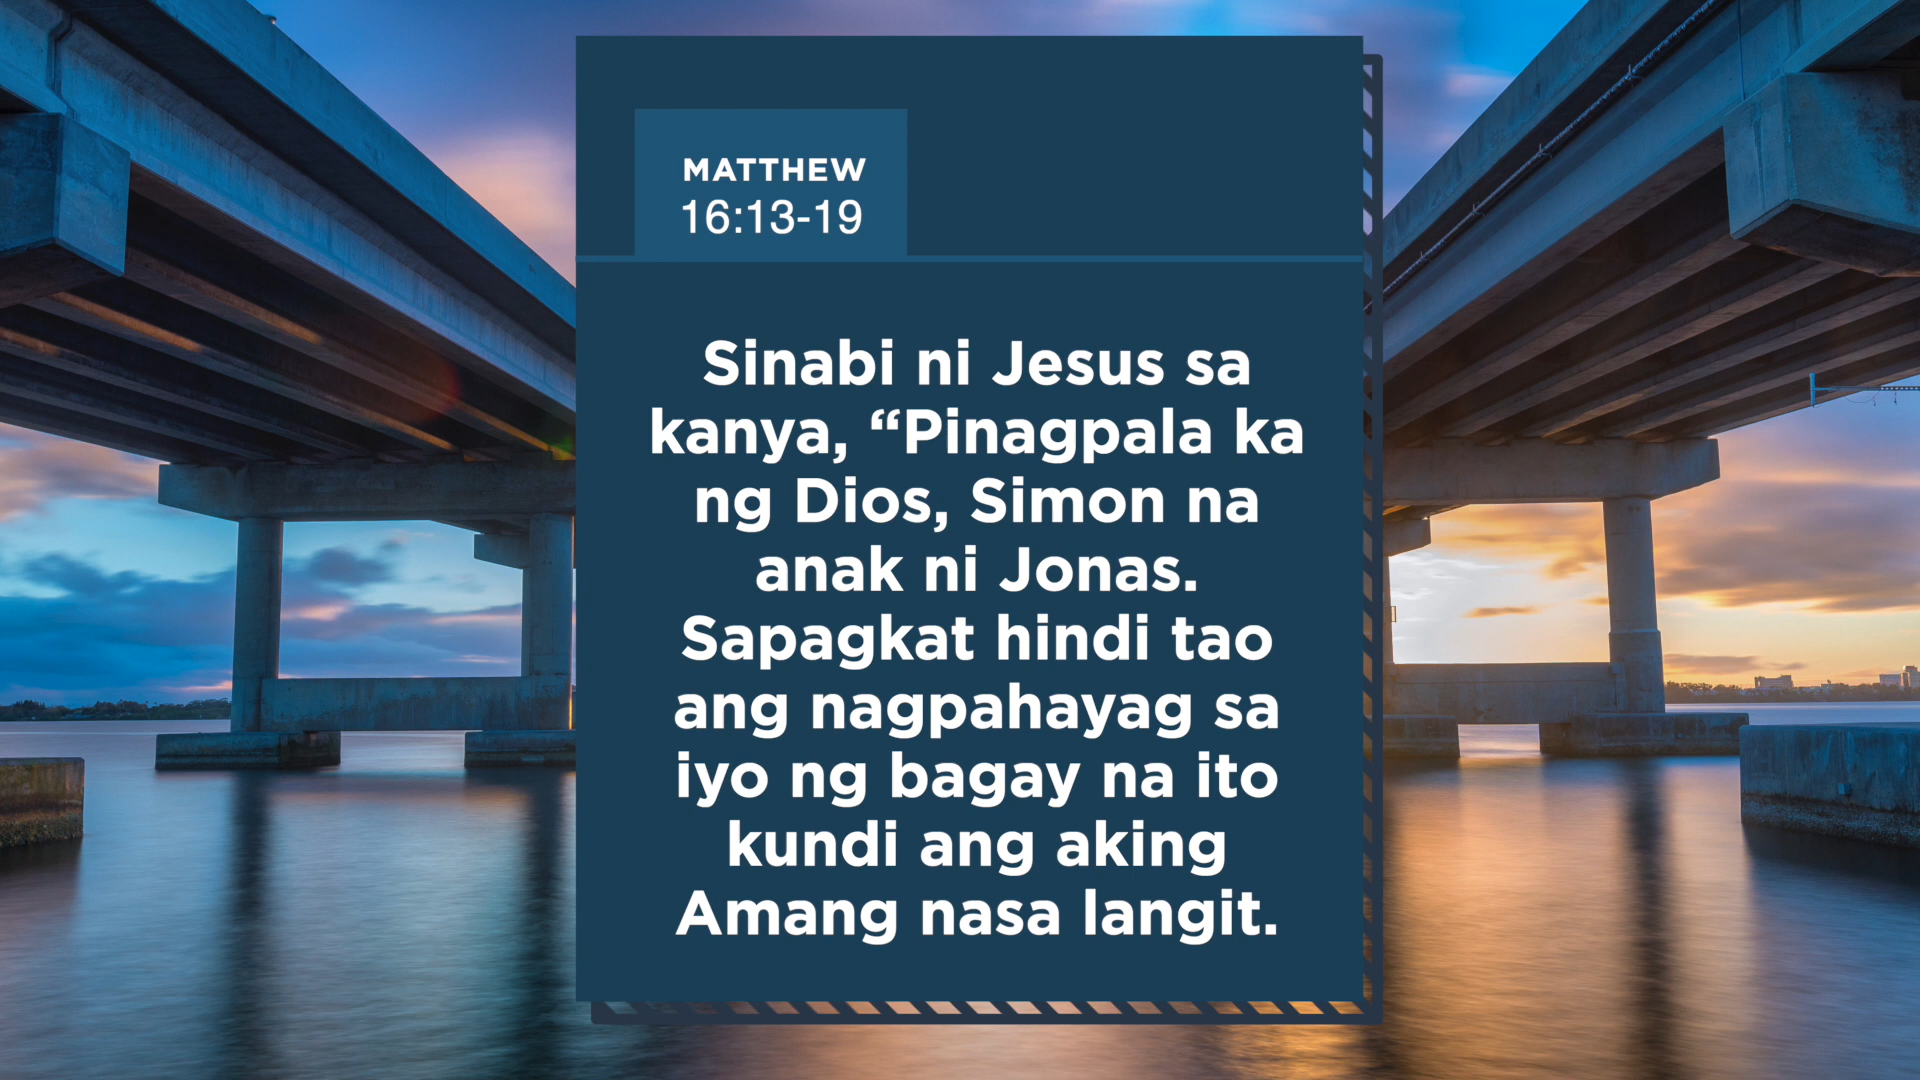 MATTHEW
16:13-19
Sinabi ni Jesus sa
kanya, “Pinagpala ka
ng Dios, Simon na
anak ni Jonas.
Sapagkat hindi tao
ang nagpahayag sa
iyo ng bagay na ito
kundi ang aking
Amang nasa langit.